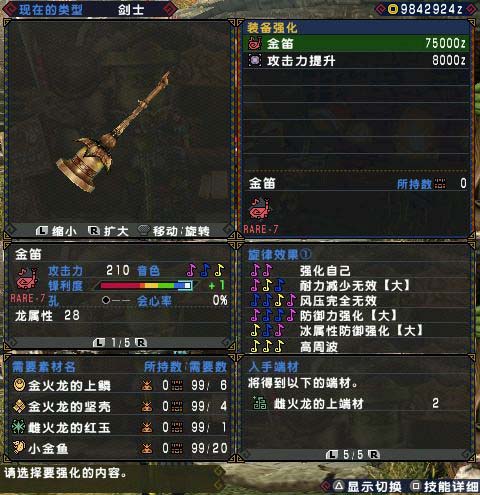 现在的类型 剑士
9842924z
装备强化
金笛 75000z
攻击力提升 8000z
金笛 所持数 0
RARE-7
L 缩小 R 扩大 移动/旋转
金笛
攻击力 210 音色
锋利度 +1
RARE-7 孔 ●-- 会心率 0%
龙属性 28
L 1/5 R
旋律效果①
强化自己
耐力减少无效【大】
风压完全无效
防御力强化【大】
冰属性防御强化【大】
高周波
需要素材名 所持数/需要数
金火龙的上鳞 0 99/ 6
金火龙的坚壳 0 99/ 4
雌火龙的红玉 0 99/ 1
小金鱼 0 99/20
入手端材
将得到以下的端材。
雌火龙的上端材 2
L 5/5 R
请选择要强化的内容。
△显示切换 □技能详细